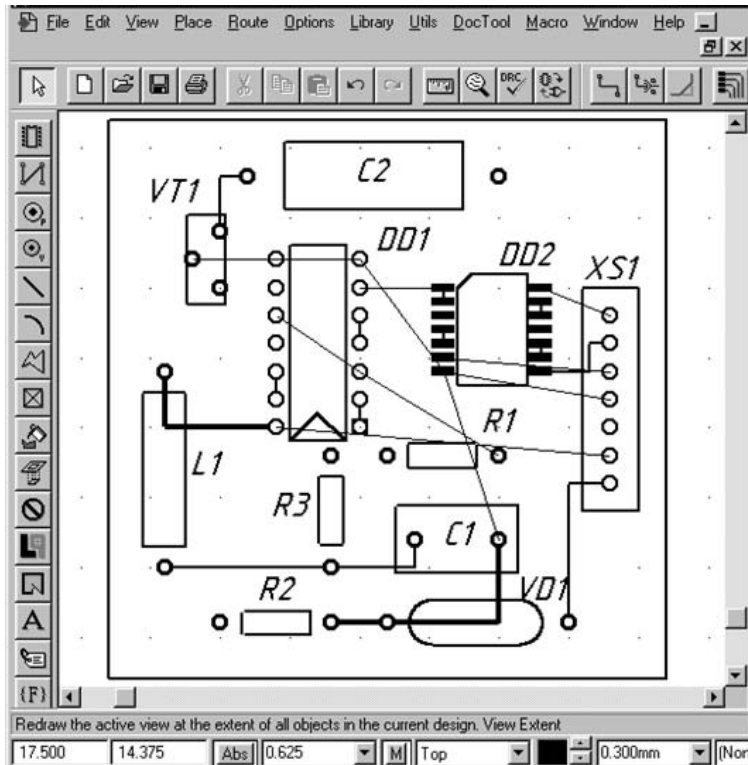 File Edit View Place Route Options Library Utils DocTool Macro Window Help
DRC
C2
VT1
DD1
DD2
XS1
R1
L1
R3
C1
R2
VD1
A
{F}
Redraw the active view at the extent of all objects in the current design. View Extent
17.500 14.375 Abs 0.625 M Top 0.300mm (Nor